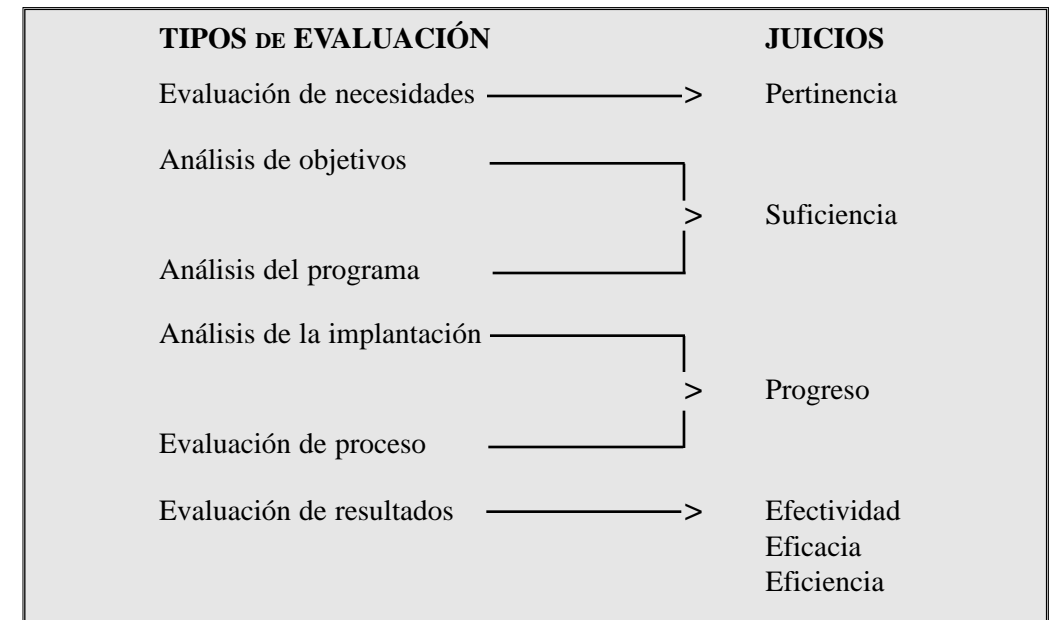 TIPOS DE EVALUACIÓN JUICIOS
Evaluación de necesidades > Pertinencia
Análisis de objetivos
> Suficiencia
Análisis del programa
Análisis de la implantación
> Progreso
Evaluación de proceso
Evaluación de resultados > Efectividad
Eficacia
Eficiencia